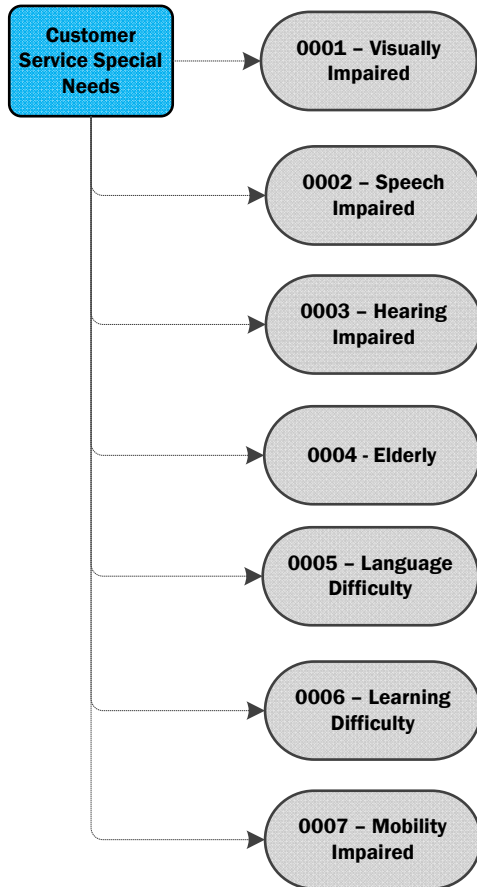 Customer
Service Special
Needs
0001 – Visually
Impaired
0002 – Speech
Impaired
0003 – Hearing
Impaired
0004 - Elderly
0005 – Language
Difficulty
0006 – Learning
Difficulty
0007 – Mobility
Impaired